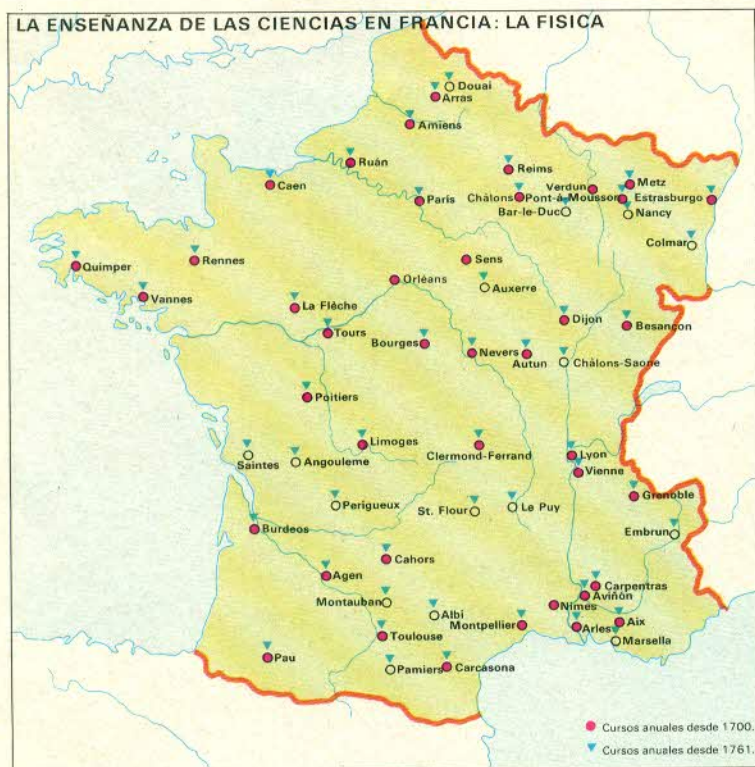 LA ENSEÑANZA DE LAS CIENCIAS EN FRANCIA: LA FISICA
Douai
Arras
Amiens
Ruán
Reims
Caen
París
Châlons
Verdun
Pont-à-Mousson
Metz
Estrasburgo
Bar-le-Duc
Nancy
Colmar
Quimper
Rennes
Vannes
Sens
Orléans
Auxerre
La Flèche
Tours
Dijon
Besançon
Bourges
Nevers
Autun
Châlons-Saone
Poitiers
Limoges
Clermond-Ferrand
Lyon
Vienne
Saintes
Angouleme
Perigueux
St. Flour
Le Puy
Grenoble
Embrun
Burdeos
Cahors
Agen
Montauban
Albi
Carpentras
Aviñón
Nîmes
Montpellier
Arles
Aix
Marsella
Toulouse
Pau
Pamiers
Carcasona
Cursos anuales desde 1700.
Cursos anuales desde 1761.